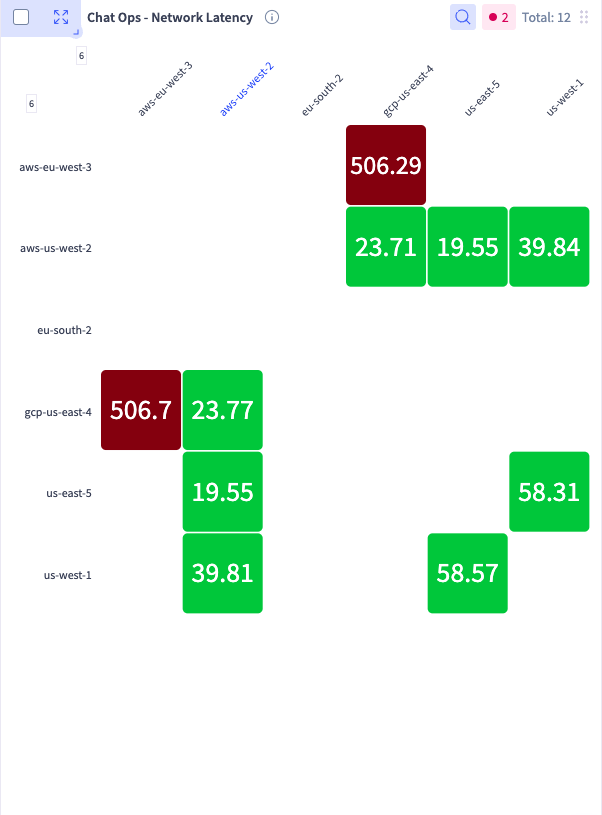 Chat Ops - Network Latency
2
Total: 12
6
6
aws-eu-west-3
aws-us-west-2
eu-south-2
gcp-us-east-4
us-east-5
us-west-1
aws-eu-west-3
506.29
aws-us-west-2
23.71
19.55
39.84
eu-south-2
gcp-us-east-4
506.7
23.77
us-east-5
19.55
58.31
us-west-1
39.81
58.57